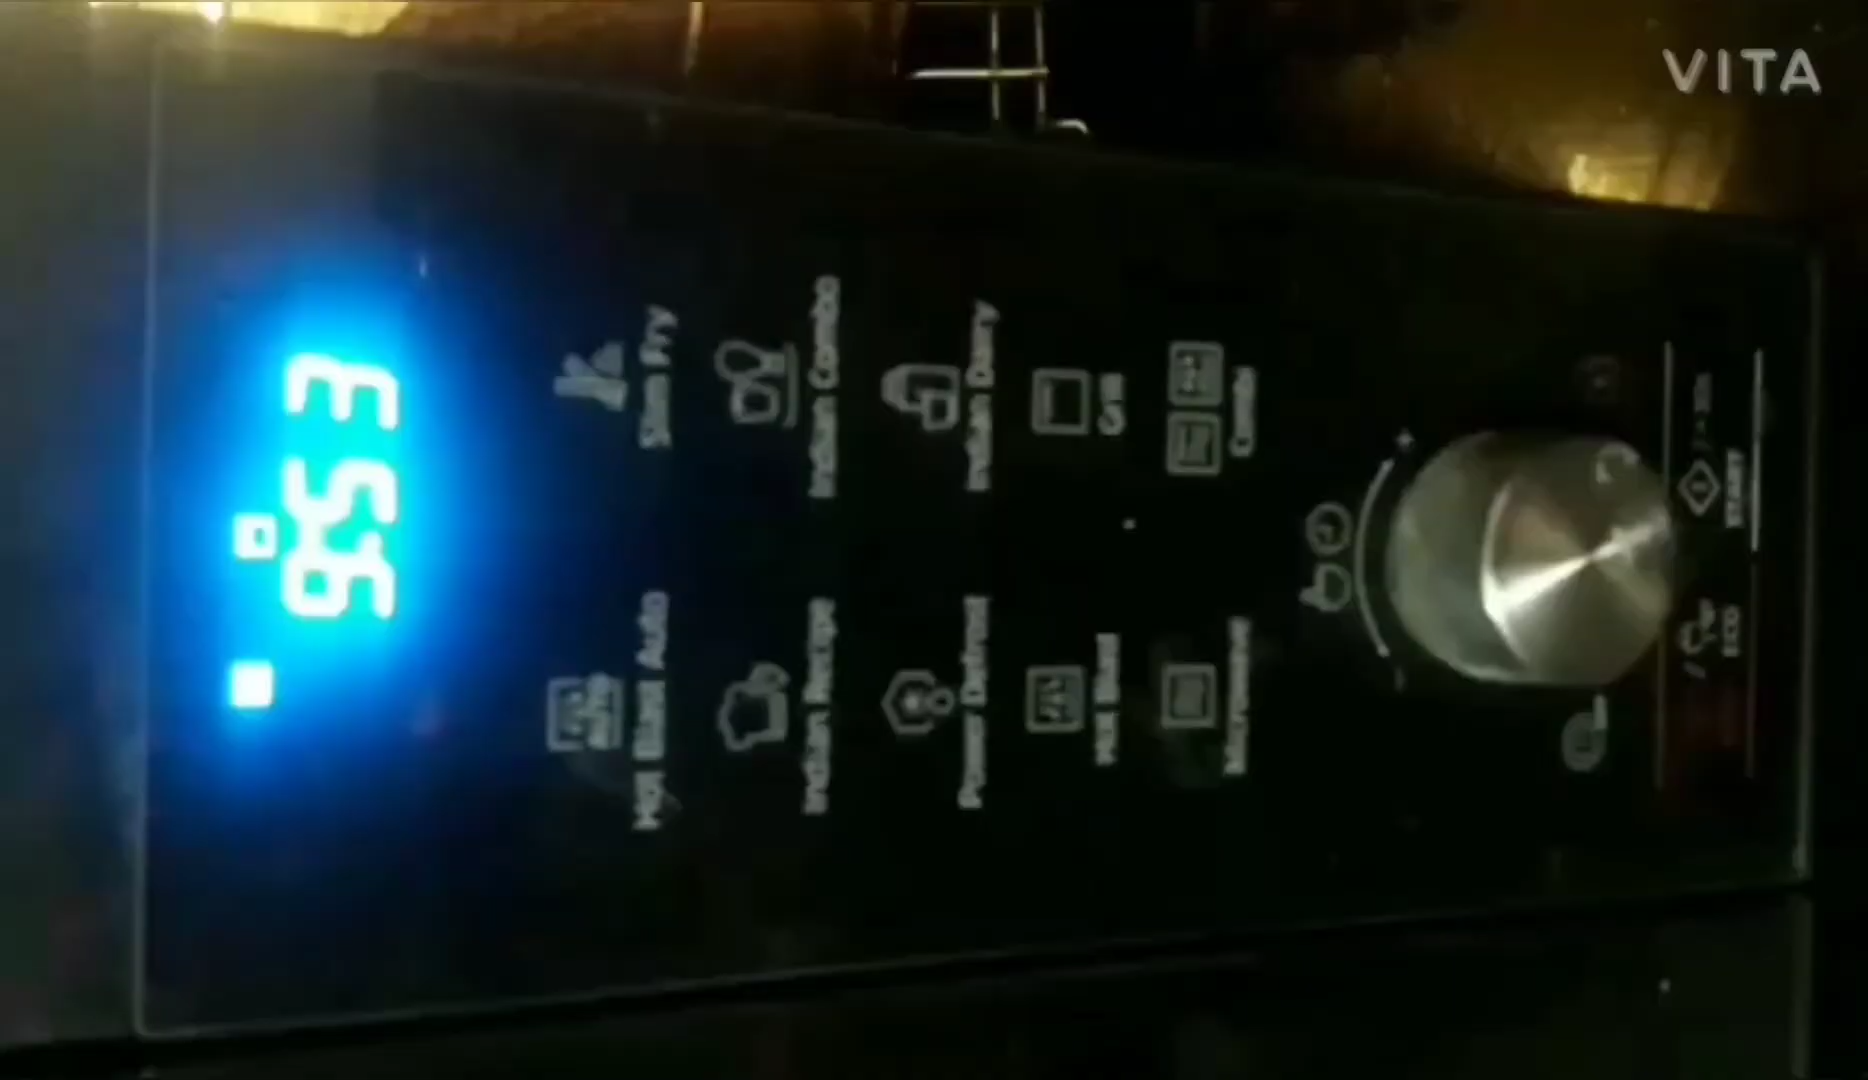 9:53
Hot Blast Auto Slim Fry
Indian Recipe Indian Combo
Power Defrost Indian Dairy
Hot Blast Grill
Microwave Combi
- +
ECO START
VITA